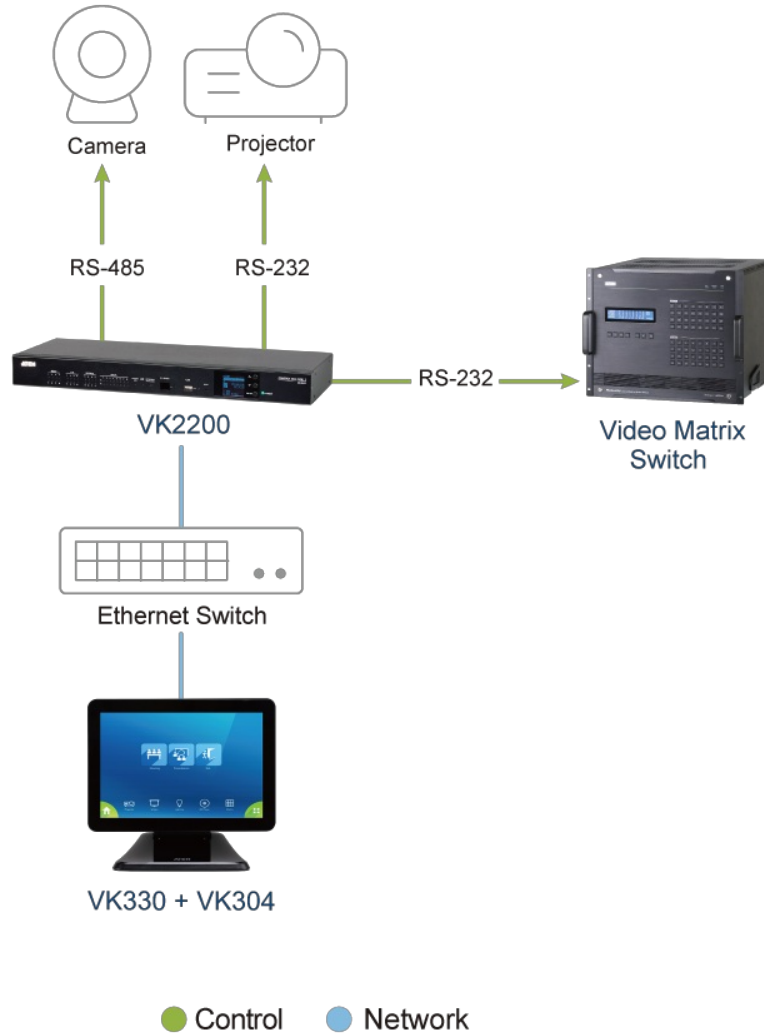 Camera
Projector
RS-485
RS-232
RS-232
VK2200
Video Matrix
Switch
Ethernet Switch
VK330 + VK304
Control
Network